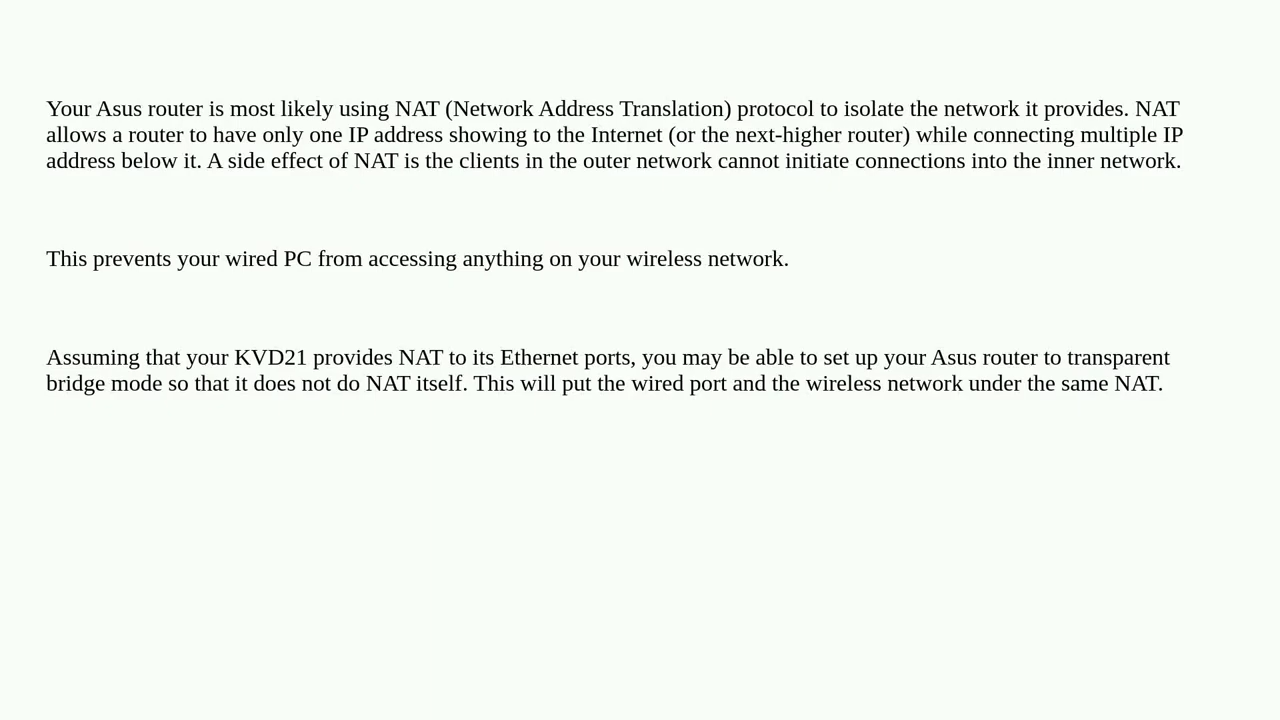 Your Asus router is most likely using NAT (Network Address Translation) protocol to isolate the network it provides. NAT
allows a router to have only one IP address showing to the Internet (or the next-higher router) while connecting multiple IP
address below it. A side effect of NAT is the clients in the outer network cannot initiate connections into the inner network.
This prevents your wired PC from accessing anything on your wireless network.
Assuming that your KVD21 provides NAT to its Ethernet ports, you may be able to set up your Asus router to transparent
bridge mode so that it does not do NAT itself. This will put the wired port and the wireless network under the same NAT.